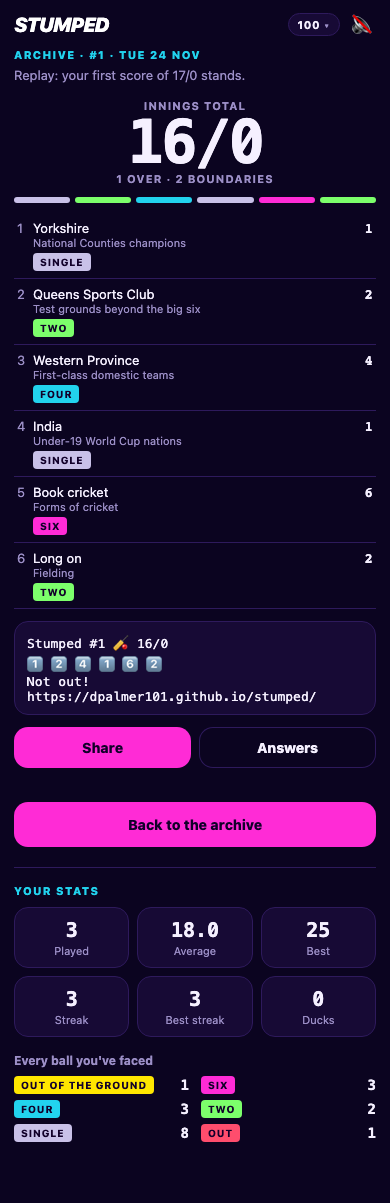 STUMPED
100 ▾
ARCHIVE · #1 · TUE 24 NOV
Replay: your first score of 17/0 stands.
INNINGS TOTAL
16/0
1 OVER · 2 BOUNDARIES
1 Yorkshire 1
National Counties champions
SINGLE
2 Queens Sports Club 2
Test grounds beyond the big six
TWO
3 Western Province 4
First-class domestic teams
FOUR
4 India 1
Under-19 World Cup nations
SINGLE
5 Book cricket 6
Forms of cricket
SIX
6 Long on 2
Fielding
TWO
Stumped #1 🏏 16/0
1️⃣ 2️⃣ 4️⃣ 1️⃣ 6️⃣ 2️⃣
Not out!
https://dpalmer101.github.io/stumped/
Share Answers
Back to the archive
YOUR STATS
3 18.0 25
Played Average Best
3 3 0
Streak Best streak Ducks
Every ball you've faced
OUT OF THE GROUND 1 SIX 3
FOUR 3 TWO 2
SINGLE 8 OUT 1